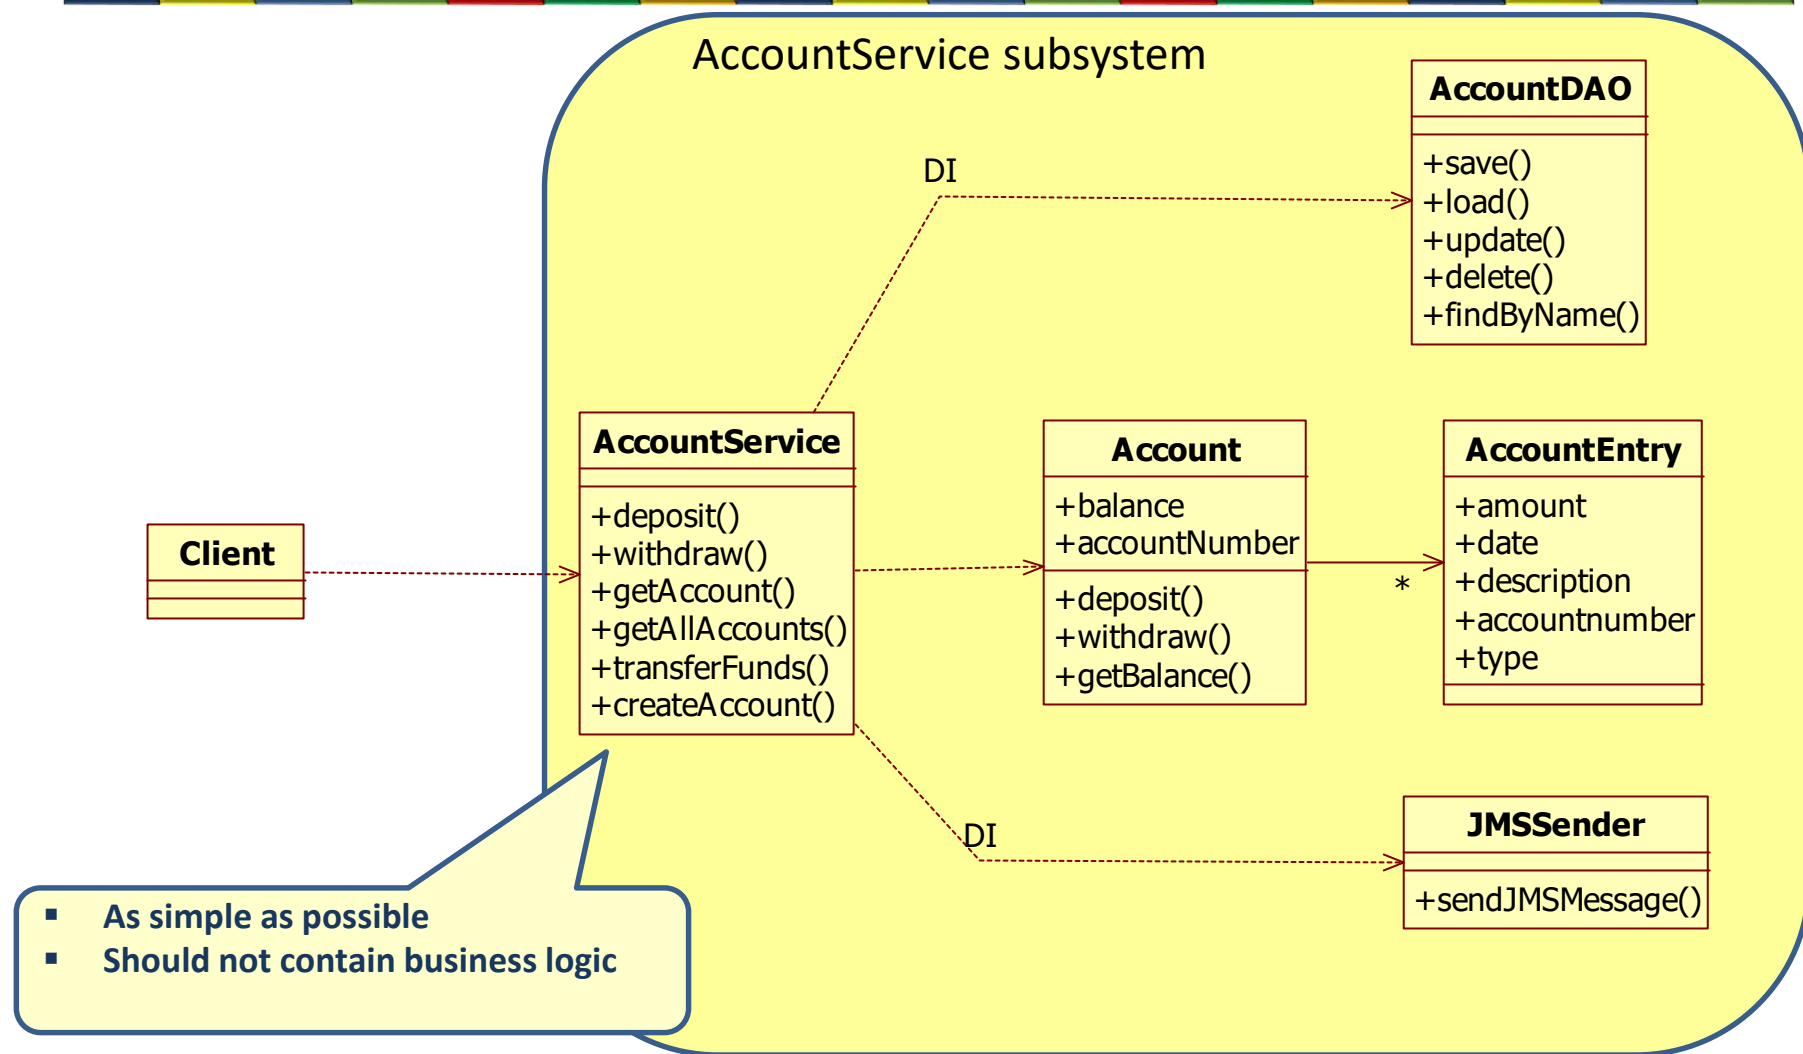 AccountService subsystem
AccountDAO
+save()
+load()
+update()
+delete()
+findByName()
DI
AccountService
+deposit()
+withdraw()
+getAccount()
+getAllAccounts()
+transferFunds()
+createAccount()
Account
+balance
+accountNumber
+deposit()
+withdraw()
+getBalance()
*
AccountEntry
+amount
+date
+description
+accountnumber
+type
Client
DI
JMSSender
+sendJMSMessage()
▪ As simple as possible
▪ Should not contain business logic